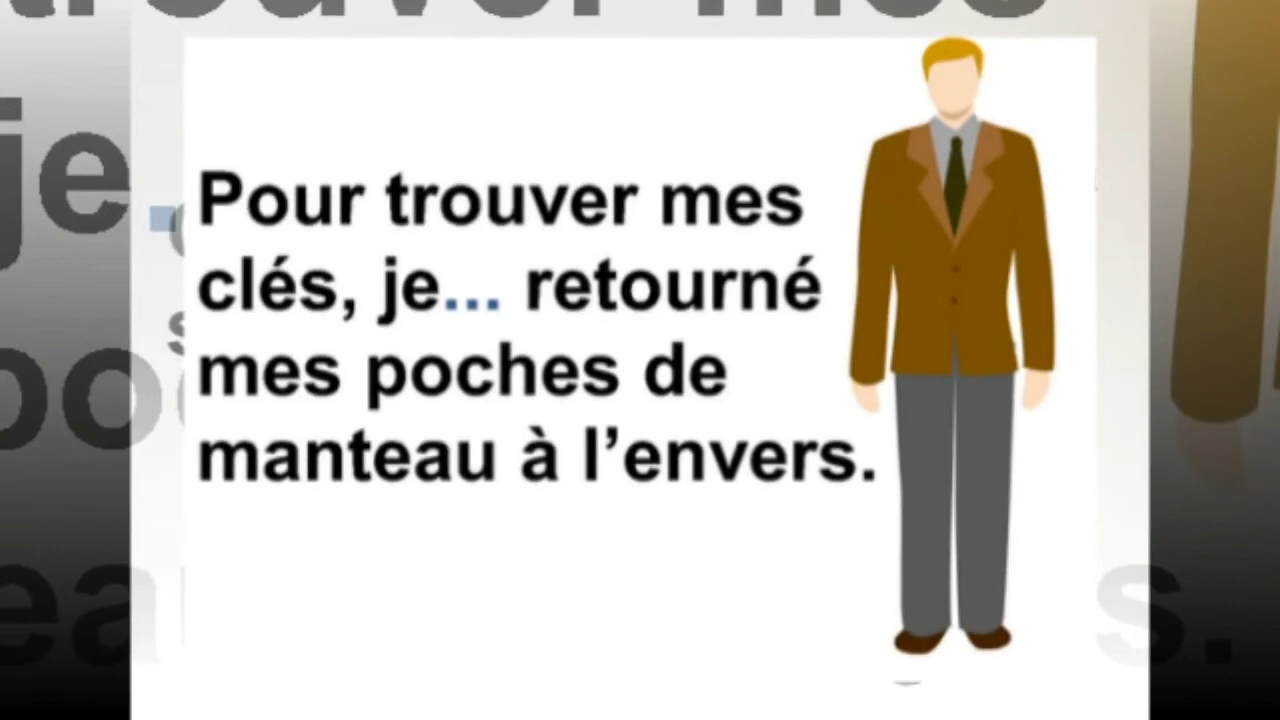 Pour trouver mes
clés, je... retourné
mes poches de
manteau à l’envers.